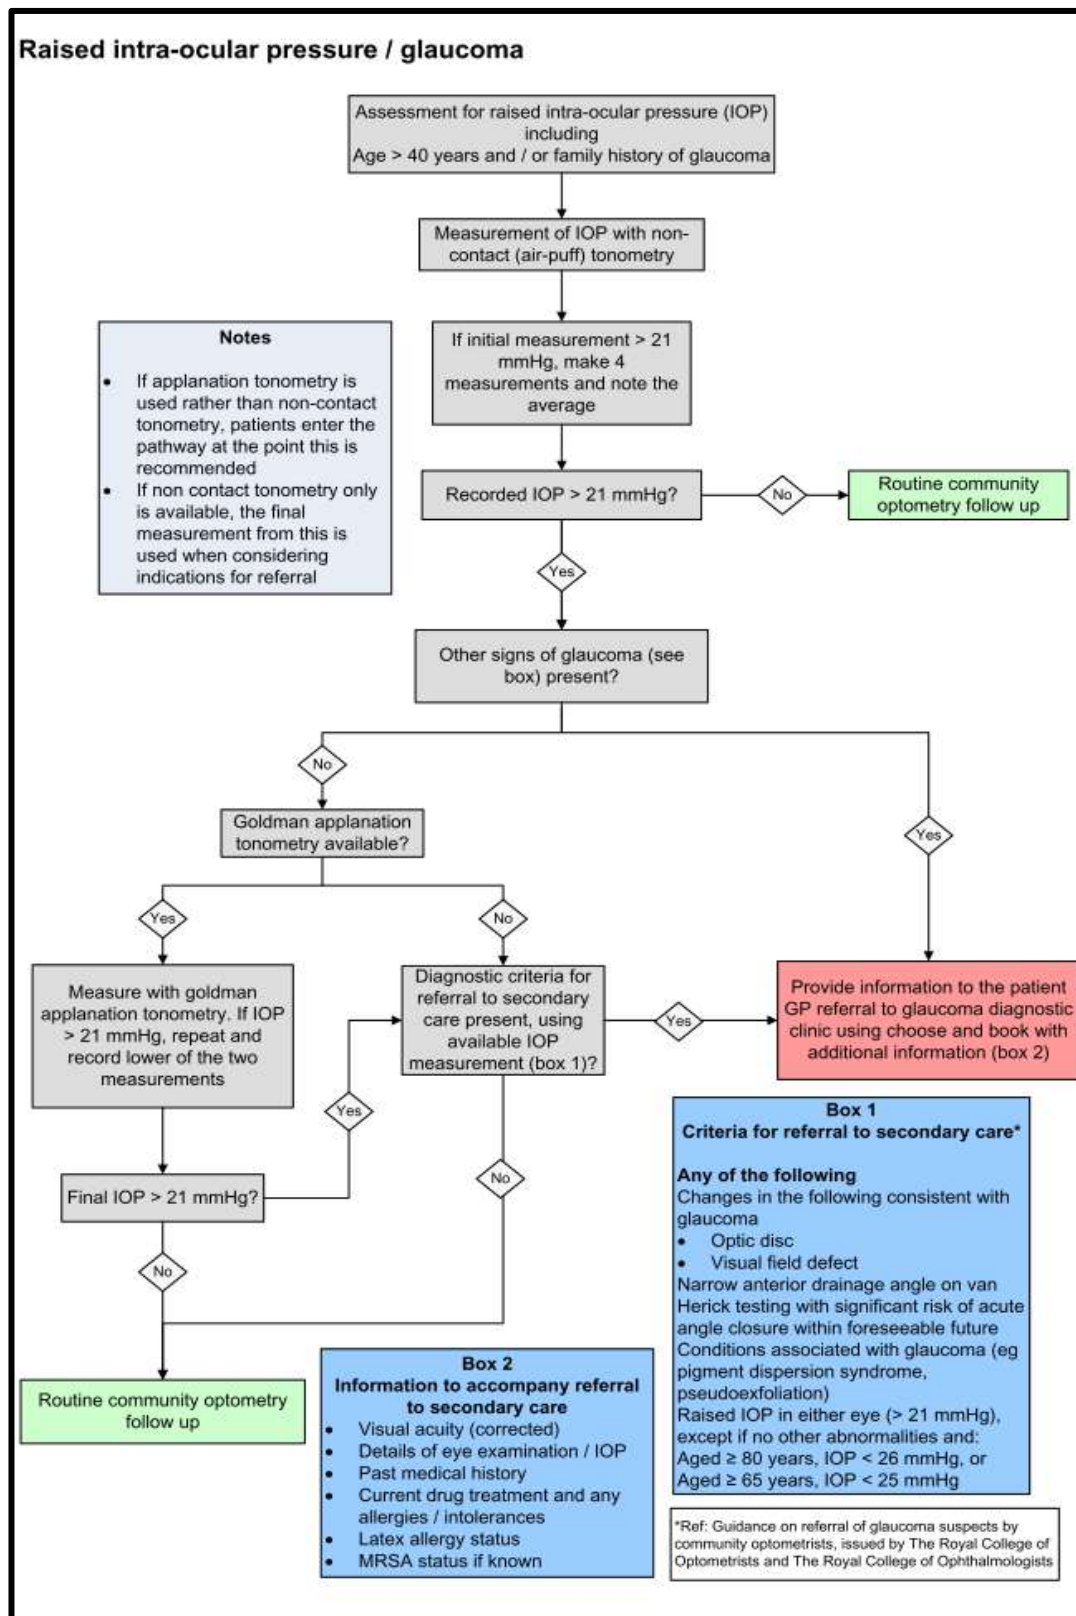 Raised intra-ocular pressure / glaucoma
Assessment for raised intra-ocular pressure (IOP)
including
Age > 40 years and / or family history of glaucoma
Measurement of IOP with non-
contact (air-puff) tonometry
If initial measurement > 21
mmHg, make 4
measurements and note the
average
Notes
• If applanation tonometry is
used rather than non-contact
tonometry, patients enter the
pathway at the point this is
recommended
• If non contact tonometry only
is available, the final
measurement from this is
used when considering
indications for referral
Recorded IOP > 21 mmHg?
No
Routine community
optometry follow up
Yes
Other signs of glaucoma (see
box) present?
No
Yes
Goldman applanation
tonometry available?
Yes
No
Measure with goldman
applanation tonometry. If IOP
> 21 mmHg, repeat and
record lower of the two
measurements
Diagnostic criteria for
referral to secondary
care present, using
available IOP
measurement (box 1)?
Yes
Provide information to the patient
GP referral to glaucoma diagnostic
clinic using choose and book with
additional information (box 2)
Yes
Final IOP > 21 mmHg?
No
No
Routine community optometry
follow up
Box 1
Criteria for referral to secondary care*
Any of the following
Changes in the following consistent with
glaucoma
• Optic disc
• Visual field defect
Narrow anterior drainage angle on van
Herick testing with significant risk of acute
angle closure within foreseeable future
Conditions associated with glaucoma (eg
pigment dispersion syndrome,
pseudoexfoliation)
Raised IOP in either eye (> 21 mmHg),
except if no other abnormalities and:
Aged ≥ 80 years, IOP < 26 mmHg, or
Aged ≥ 65 years, IOP < 25 mmHg
Box 2
Information to accompany referral
to secondary care
• Visual acuity (corrected)
• Details of eye examination / IOP
• Past medical history
• Current drug treatment and any
allergies / intolerances
• Latex allergy status
• MRSA status if known
*Ref: Guidance on referral of glaucoma suspects by
community optometrists, issued by The Royal College of
Optometrists and The Royal College of Ophthalmologists